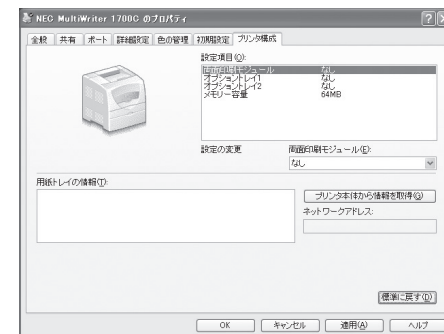 NEC MultiWriter 1700C のプロパティ
全般 共有 ポート 詳細設定 色の管理 初期設定 プリンタ構成
設定項目(O):
両面印刷モジュール なし
オプショントレイ1 なし
オプショントレイ2 なし
メモリー容量 64MB
設定の変更
両面印刷モジュール(E):
なし
用紙トレイの情報(T):
プリンタ本体から情報を取得(G)
ネットワークアドレス:
標準に戻す(D)
OK キャンセル 適用(A) ヘルプ